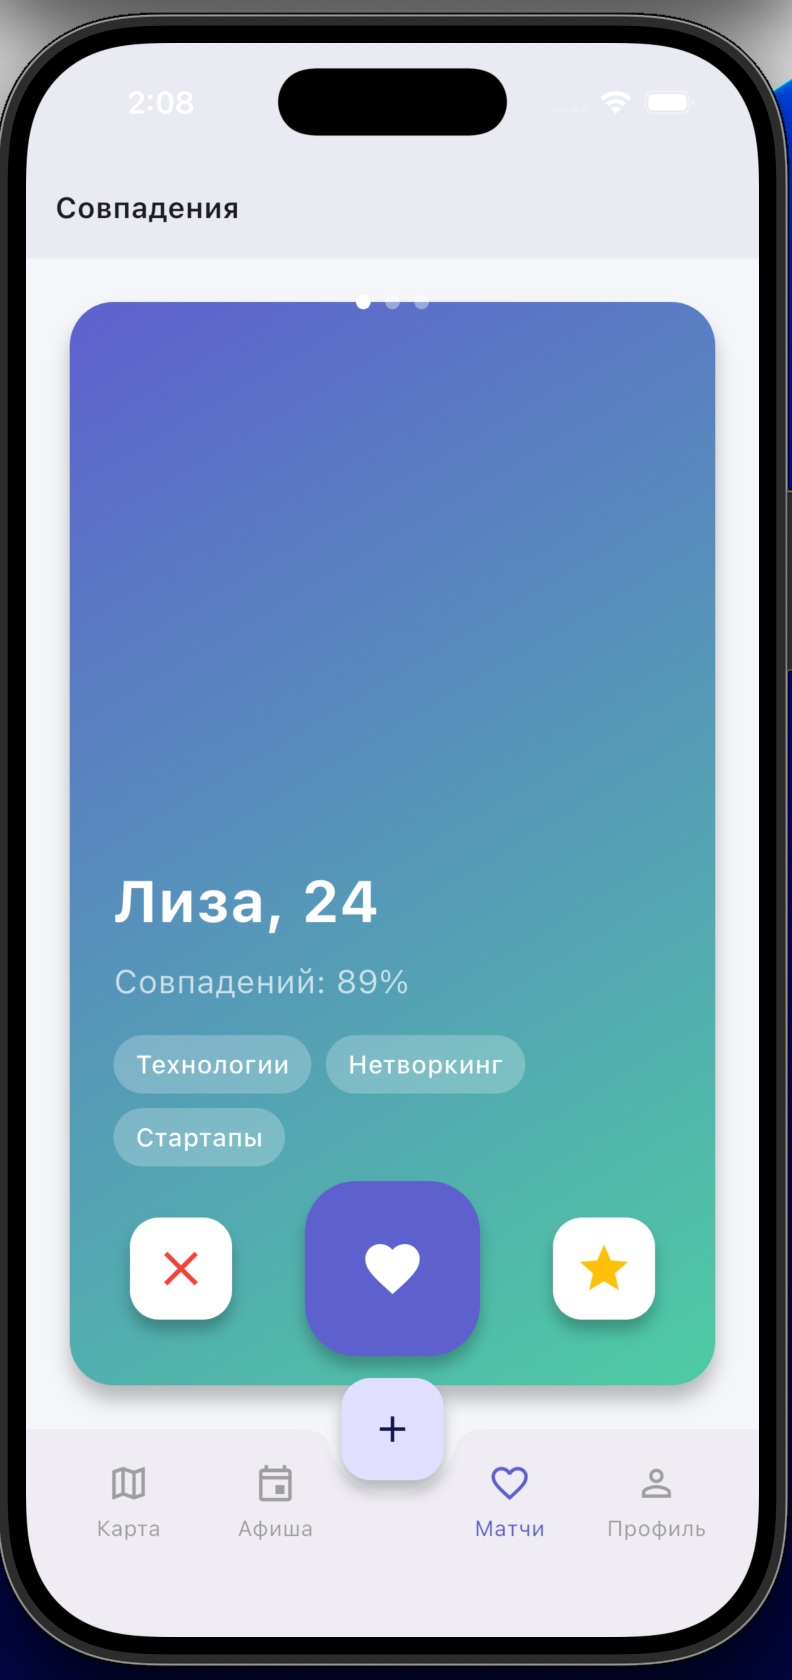 2:08
Совпадения
Лиза, 24
Совпадений: 89%
Технологии Нетворкинг
Стартапы
Карта Афиша Матчи Профиль